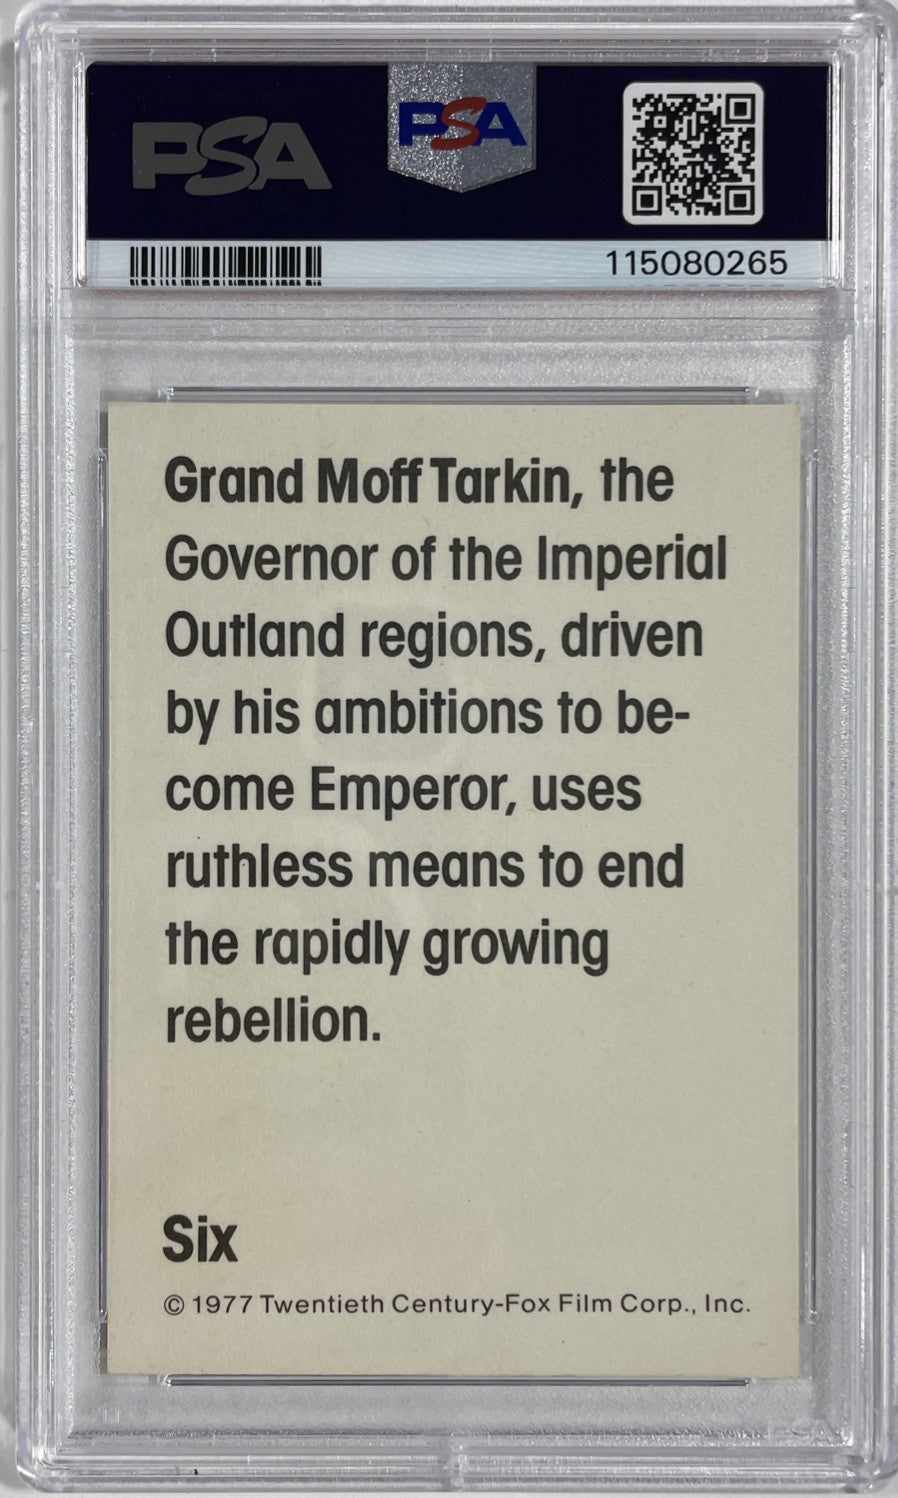 PSA
PSA
115080265
Grand Moff Tarkin, the
Governor of the Imperial
Outland regions, driven
by his ambitions to be-
come Emperor, uses
ruthless means to end
the rapidly growing
rebellion.
Six
© 1977 Twentieth Century-Fox Film Corp., Inc.
PSA